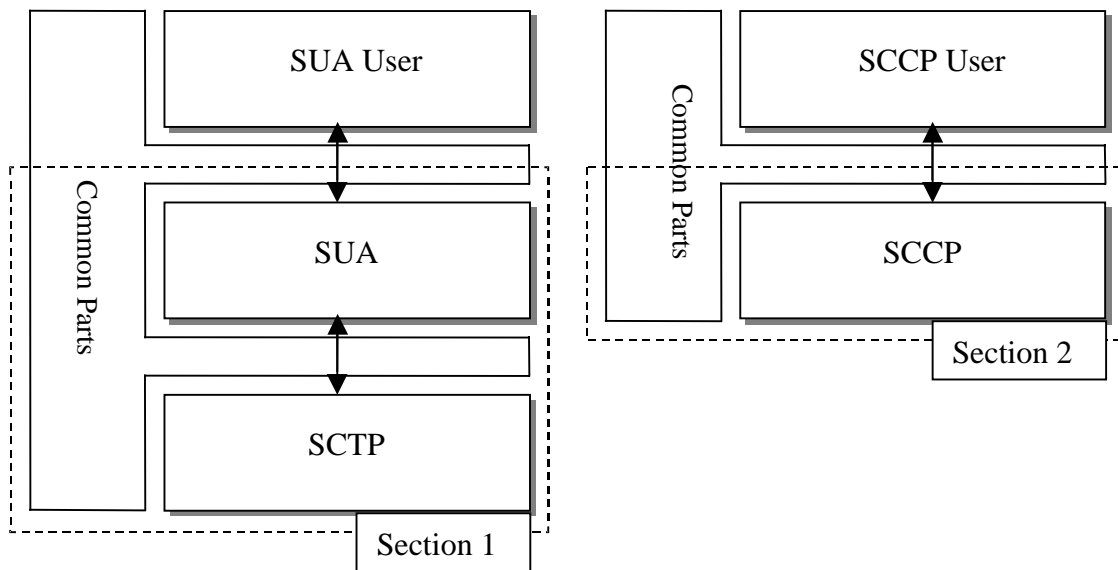 SUA User
Common Parts
SUA
SCTP
Section 1
SCCP User
Common Parts
SCCP
Section 2